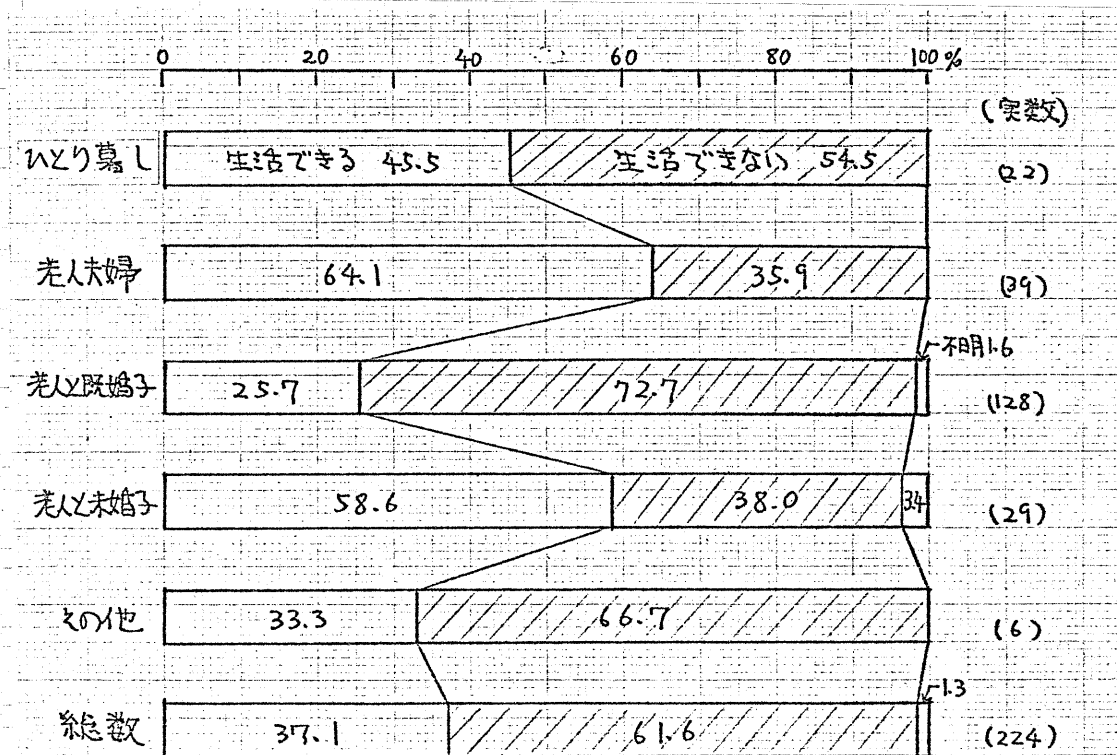 0 20 40 60 80 100%
(実数)
ひとり暮し 生活できる 45.5 生活できない 54.5 (22)
老人夫婦 64.1 35.9 (39)
不明1.6
老人と既婚子 25.7 72.7 (128)
老人と未婚子 58.6 38.0 3.4 (29)
その他 33.3 66.7 (6)
1.3
総数 37.1 61.6 (224)